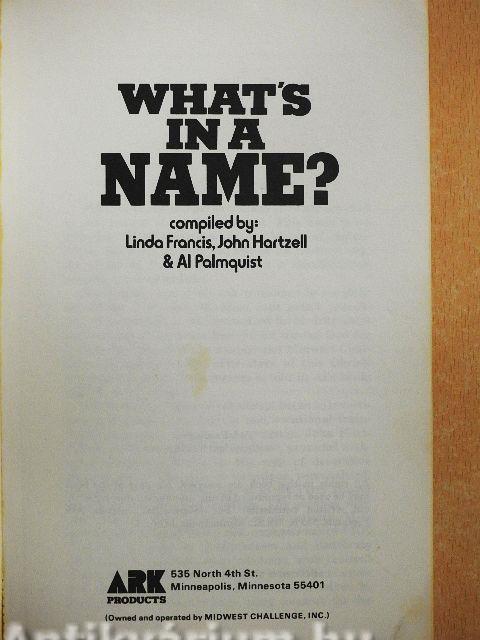 WHAT'S
IN A
NAME?
compiled by:
Linda Francis, John Hartzell
& Al Palmquist
ARK
PRODUCTS
535 North 4th St.
Minneapolis, Minnesota 55401
(Owned and operated by MIDWEST CHALLENGE, INC.)
Antikvarium.hu